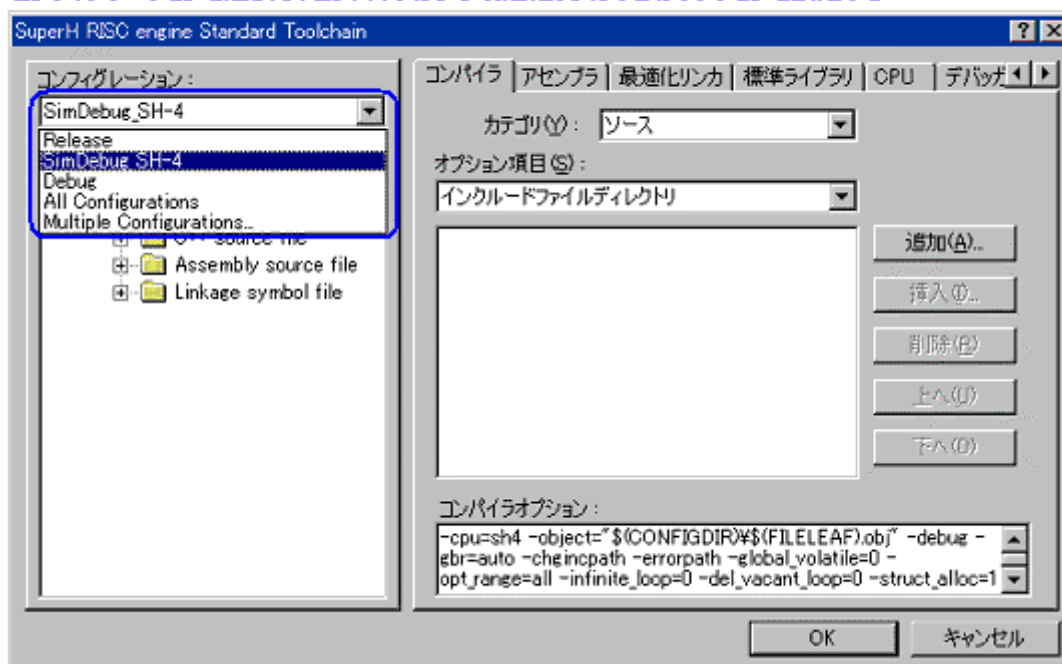 SuperH RISC engine Standard Toolchain
コンフィグレーション :
SimDebug_SH-4
Release
SimDebug_SH-4
Debug
All Configurations
Multiple Configurations...
C++ source file
Assembly source file
Linkage symbol file
コンパイラ アセンブラ 最適化リンカ 標準ライブラリ CPU デバッガ
カテゴリ(Y) : ソース
オプション項目(S) :
インクルードファイルディレクトリ
追加(A)...
挿入(I)...
削除(R)
上へ(U)
下へ(D)
コンパイラオプション :
-cpu=sh4 -object="$(CONFIGDIR)¥$(FILELEAF).obj" -debug -
gbr=auto -chgincpath -errorpath -global_volatile=0 -
opt_range=all -infinite_loop=0 -del_vacant_loop=0 -struct_alloc=1
OK キャンセル